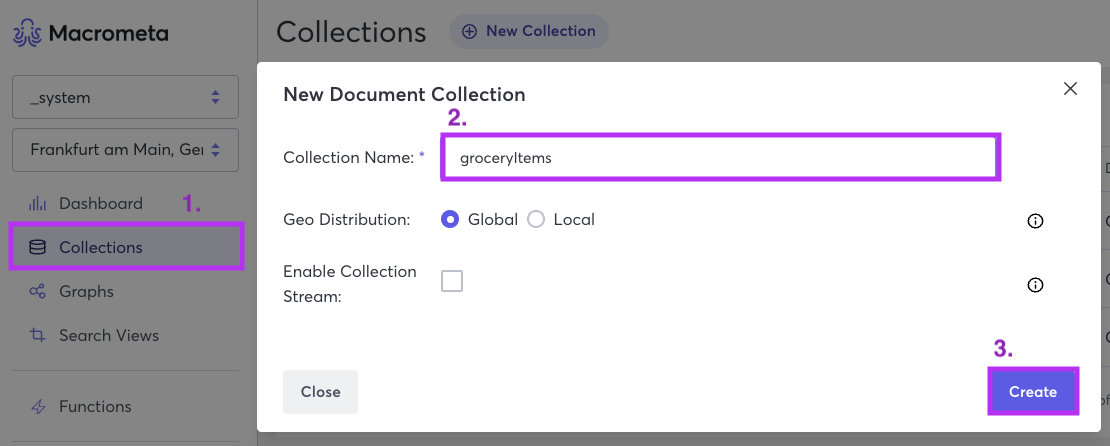 Macrometa
Collections
New Collection
_system
Frankfurt am Main, Ger
Dashboard
1.
Collections
Graphs
Search Views
Functions
New Document Collection
2.
Collection Name: *
groceryItems
Geo Distribution:
Global
Local
Enable Collection
Stream:
3.
Close
Create